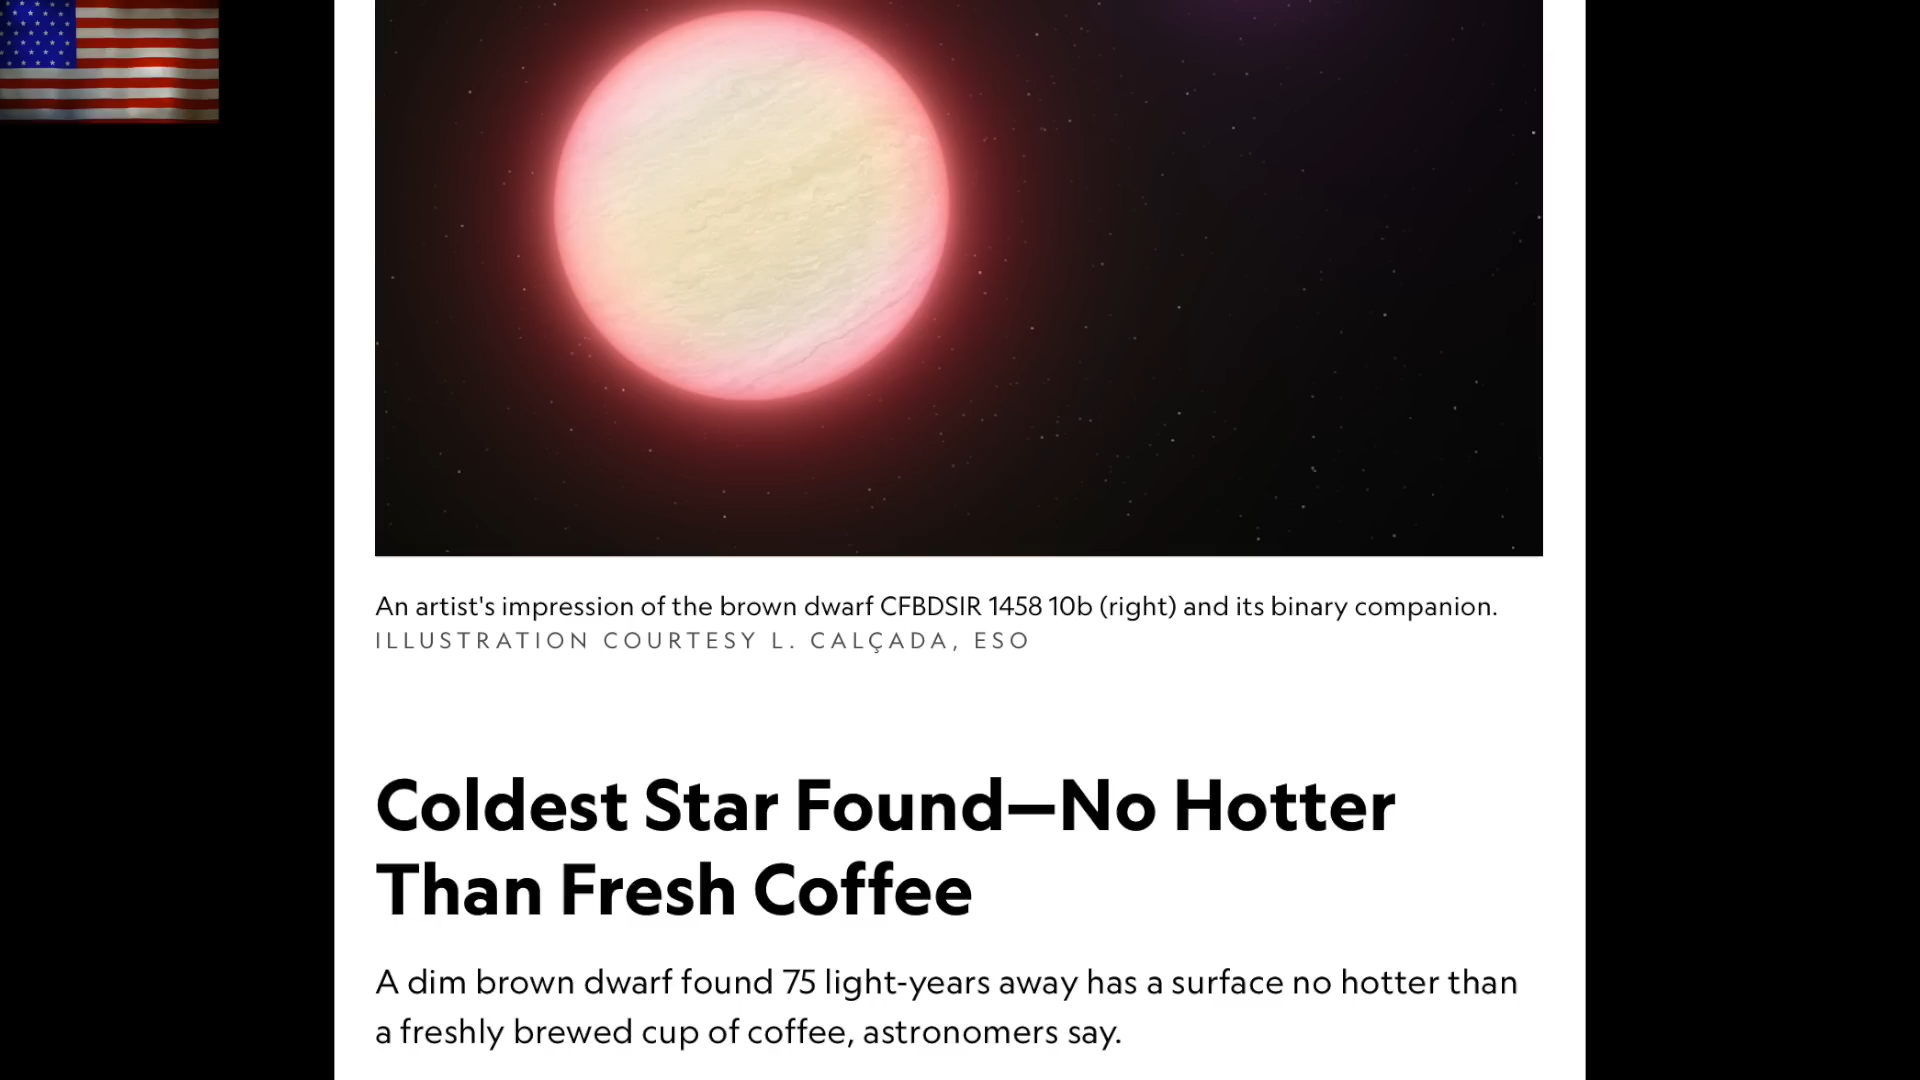 An artist's impression of the brown dwarf CFBDSIR 1458 10b (right) and its binary companion.
ILLUSTRATION COURTESY L. CALÇADA, ESO
Coldest Star Found—No Hotter
Than Fresh Coffee
A dim brown dwarf found 75 light-years away has a surface no hotter than
a freshly brewed cup of coffee, astronomers say.